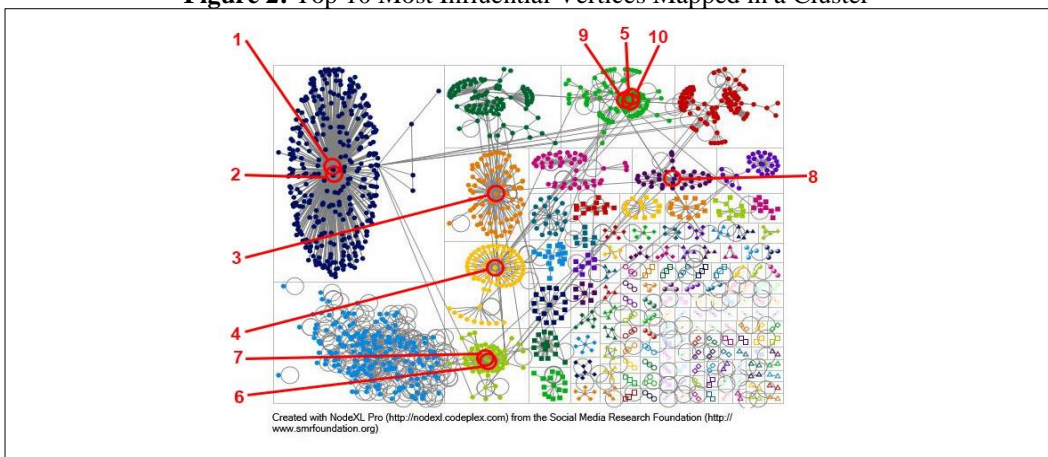 Figure 2: Top 10 Most Influential Vertices Mapped in a Cluster
9 5 10
1
2
8
3
4
7
6
Created with NodeXL Pro (http://nodexl.codeplex.com) from the Social Media Research Foundation (http://
www.smrfoundation.org)